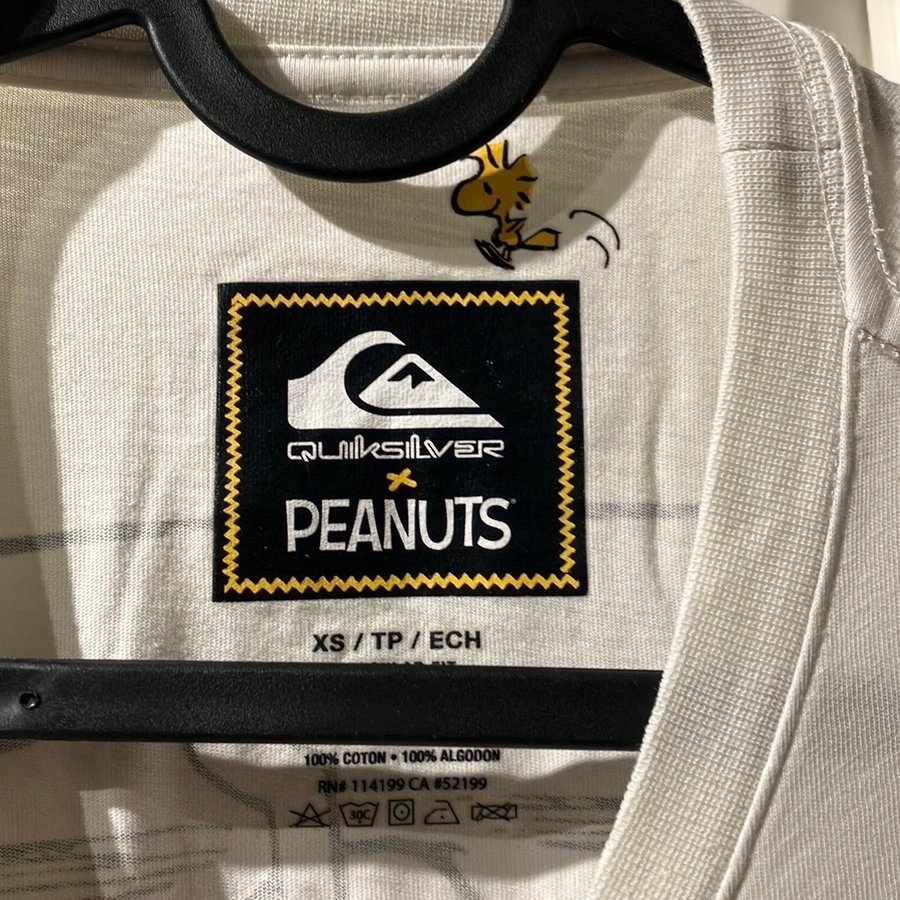 QUIKSILVER
x
PEANUTS
XS / TP / ECH
100% COTON • 100% ALGODON
RN# 114199 CA #52199
30C